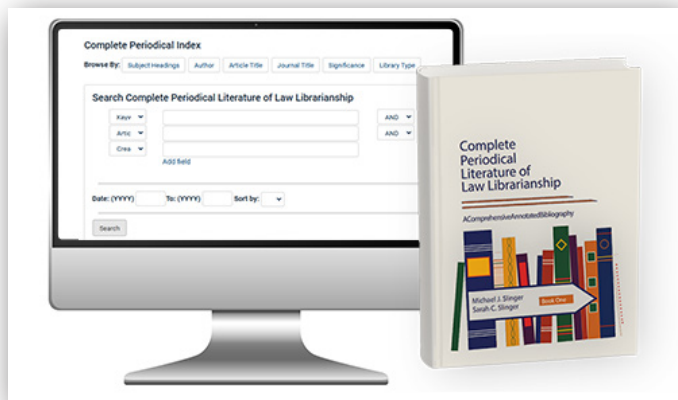 Complete Periodical Index
Browse By: Subject Headings Author Article Title Journal Title Significance Library Type
Search Complete Periodical Literature of Law Librarianship
Keyv AND
Artic AND
Crea
Add field
Date: (YYYY) To: (YYYY) Sort by:
Search
Complete
Periodical
Literature of
Law Librarianship
AComprehensiveAnnotatedBibliography
Michael J. Slinger
Sarah C. Slinger
Book One